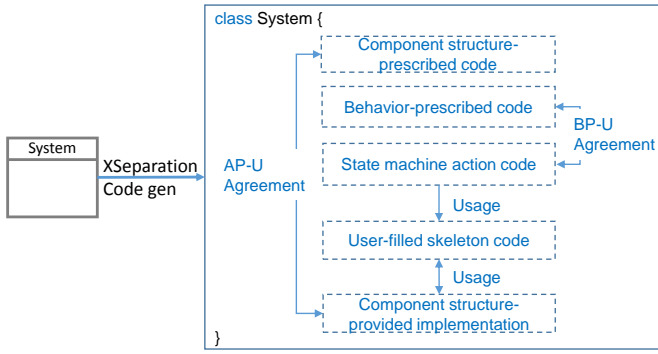 class System {
Component structure-
prescribed code
Behavior-prescribed code
BP-U
Agreement
System
XSeparation
Code gen
AP-U
Agreement
State machine action code
Usage
User-filled skeleton code
Usage
Component structure-
provided implementation
}